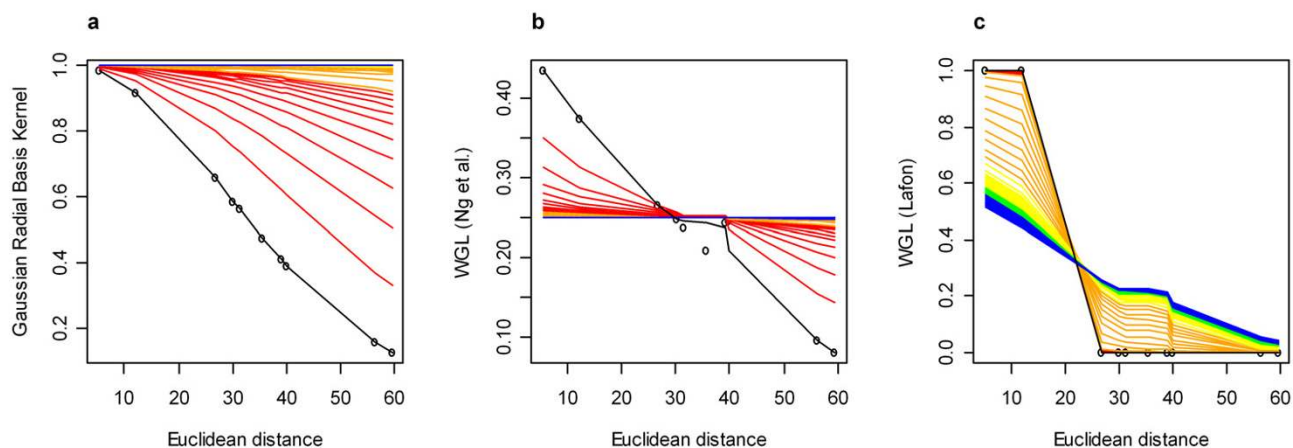 a
Gaussian Radial Basis Kernel
0.2 0.4 0.6 0.8 1.0
10 20 30 40 50 60
Euclidean distance
b
WGL (Ng et al.)
0.10 0.20 0.30 0.40
10 20 30 40 50 60
Euclidean distance
c
WGL (Lafon)
0.0 0.2 0.4 0.6 0.8 1.0
10 20 30 40 50 60
Euclidean distance